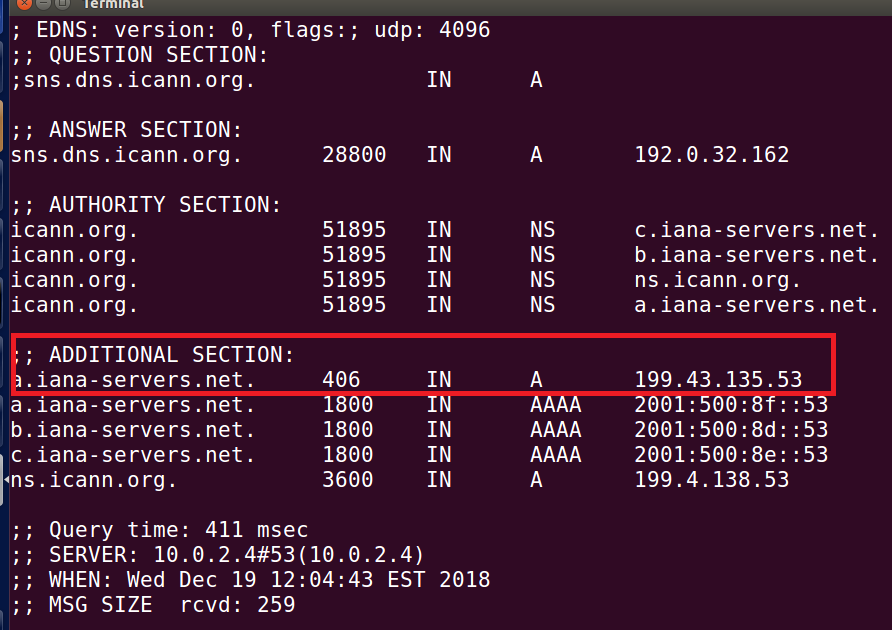 Terminal
; EDNS: version: 0, flags:; udp: 4096
;; QUESTION SECTION:
;sns.dns.icann.org. IN A
;; ANSWER SECTION:
sns.dns.icann.org. 28800 IN A 192.0.32.162
;; AUTHORITY SECTION:
icann.org. 51895 IN NS c.iana-servers.net.
icann.org. 51895 IN NS b.iana-servers.net.
icann.org. 51895 IN NS ns.icann.org.
icann.org. 51895 IN NS a.iana-servers.net.
;; ADDITIONAL SECTION:
a.iana-servers.net. 406 IN A 199.43.135.53
a.iana-servers.net. 1800 IN AAAA 2001:500:8f::53
b.iana-servers.net. 1800 IN AAAA 2001:500:8d::53
c.iana-servers.net. 1800 IN AAAA 2001:500:8e::53
ns.icann.org. 3600 IN A 199.4.138.53
;; Query time: 411 msec
;; SERVER: 10.0.2.4#53(10.0.2.4)
;; WHEN: Wed Dec 19 12:04:43 EST 2018
;; MSG SIZE rcvd: 259